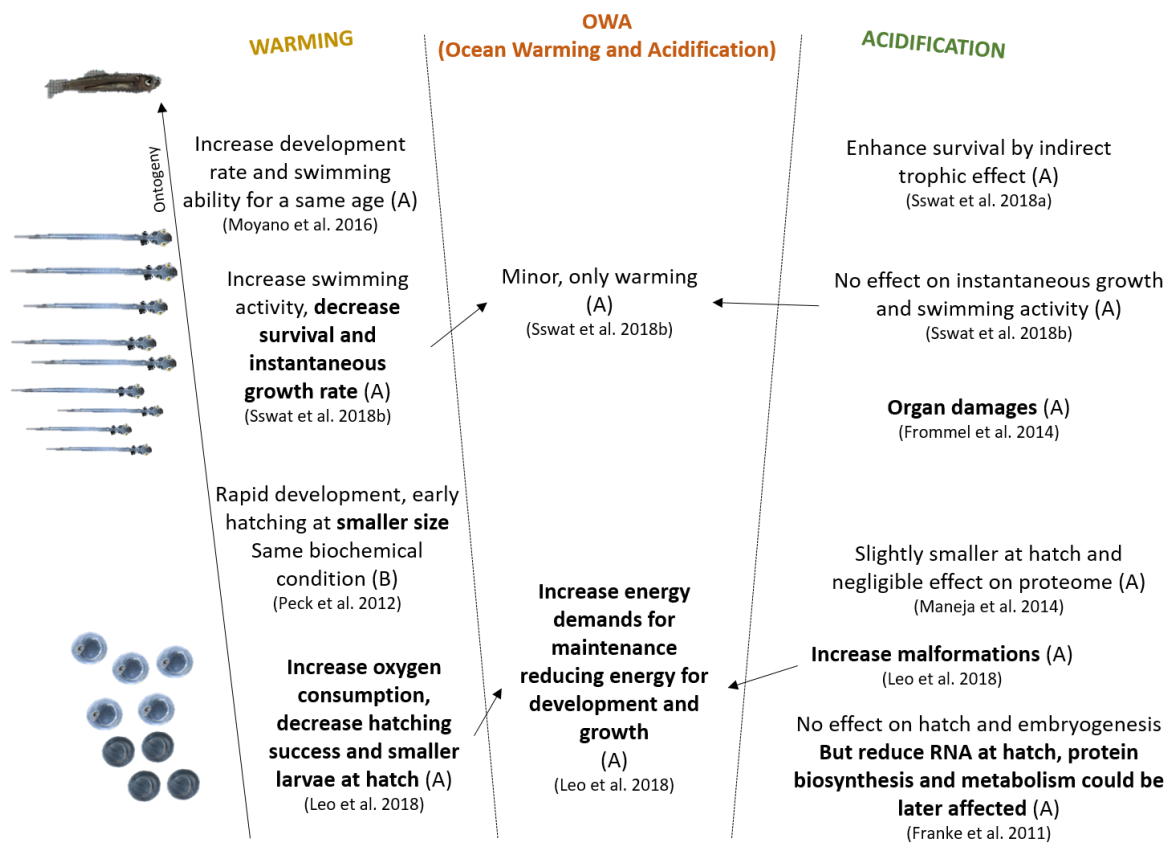 WARMING
OWA
(Ocean Warming and Acidification)
ACIDIFICATION
Ontogeny
Increase development
rate and swimming
ability for a same age (A)
(Moyano et al. 2016)
Increase swimming
activity, decrease
survival and
instantaneous
growth rate (A)
(Sswat et al. 2018b)
Rapid development, early
hatching at smaller size
Same biochemical
condition (B)
(Peck et al. 2012)
Increase oxygen
consumption,
decrease hatching
success and smaller
larvae at hatch (A)
(Leo et al. 2018)
Minor, only warming
(A)
(Sswat et al. 2018b)
Increase energy
demands for
maintenance
reducing energy for
development and
growth
(A)
(Leo et al. 2018)
Enhance survival by indirect
trophic effect (A)
(Sswat et al. 2018a)
No effect on instantaneous growth
and swimming activity (A)
(Sswat et al. 2018b)
Organ damages (A)
(Frommel et al. 2014)
Slightly smaller at hatch and
negligible effect on proteome (A)
(Maneja et al. 2014)
Increase malformations (A)
(Leo et al. 2018)
No effect on hatch and embryogenesis
But reduce RNA at hatch, protein
biosynthesis and metabolism could be
later affected (A)
(Franke et al. 2011)